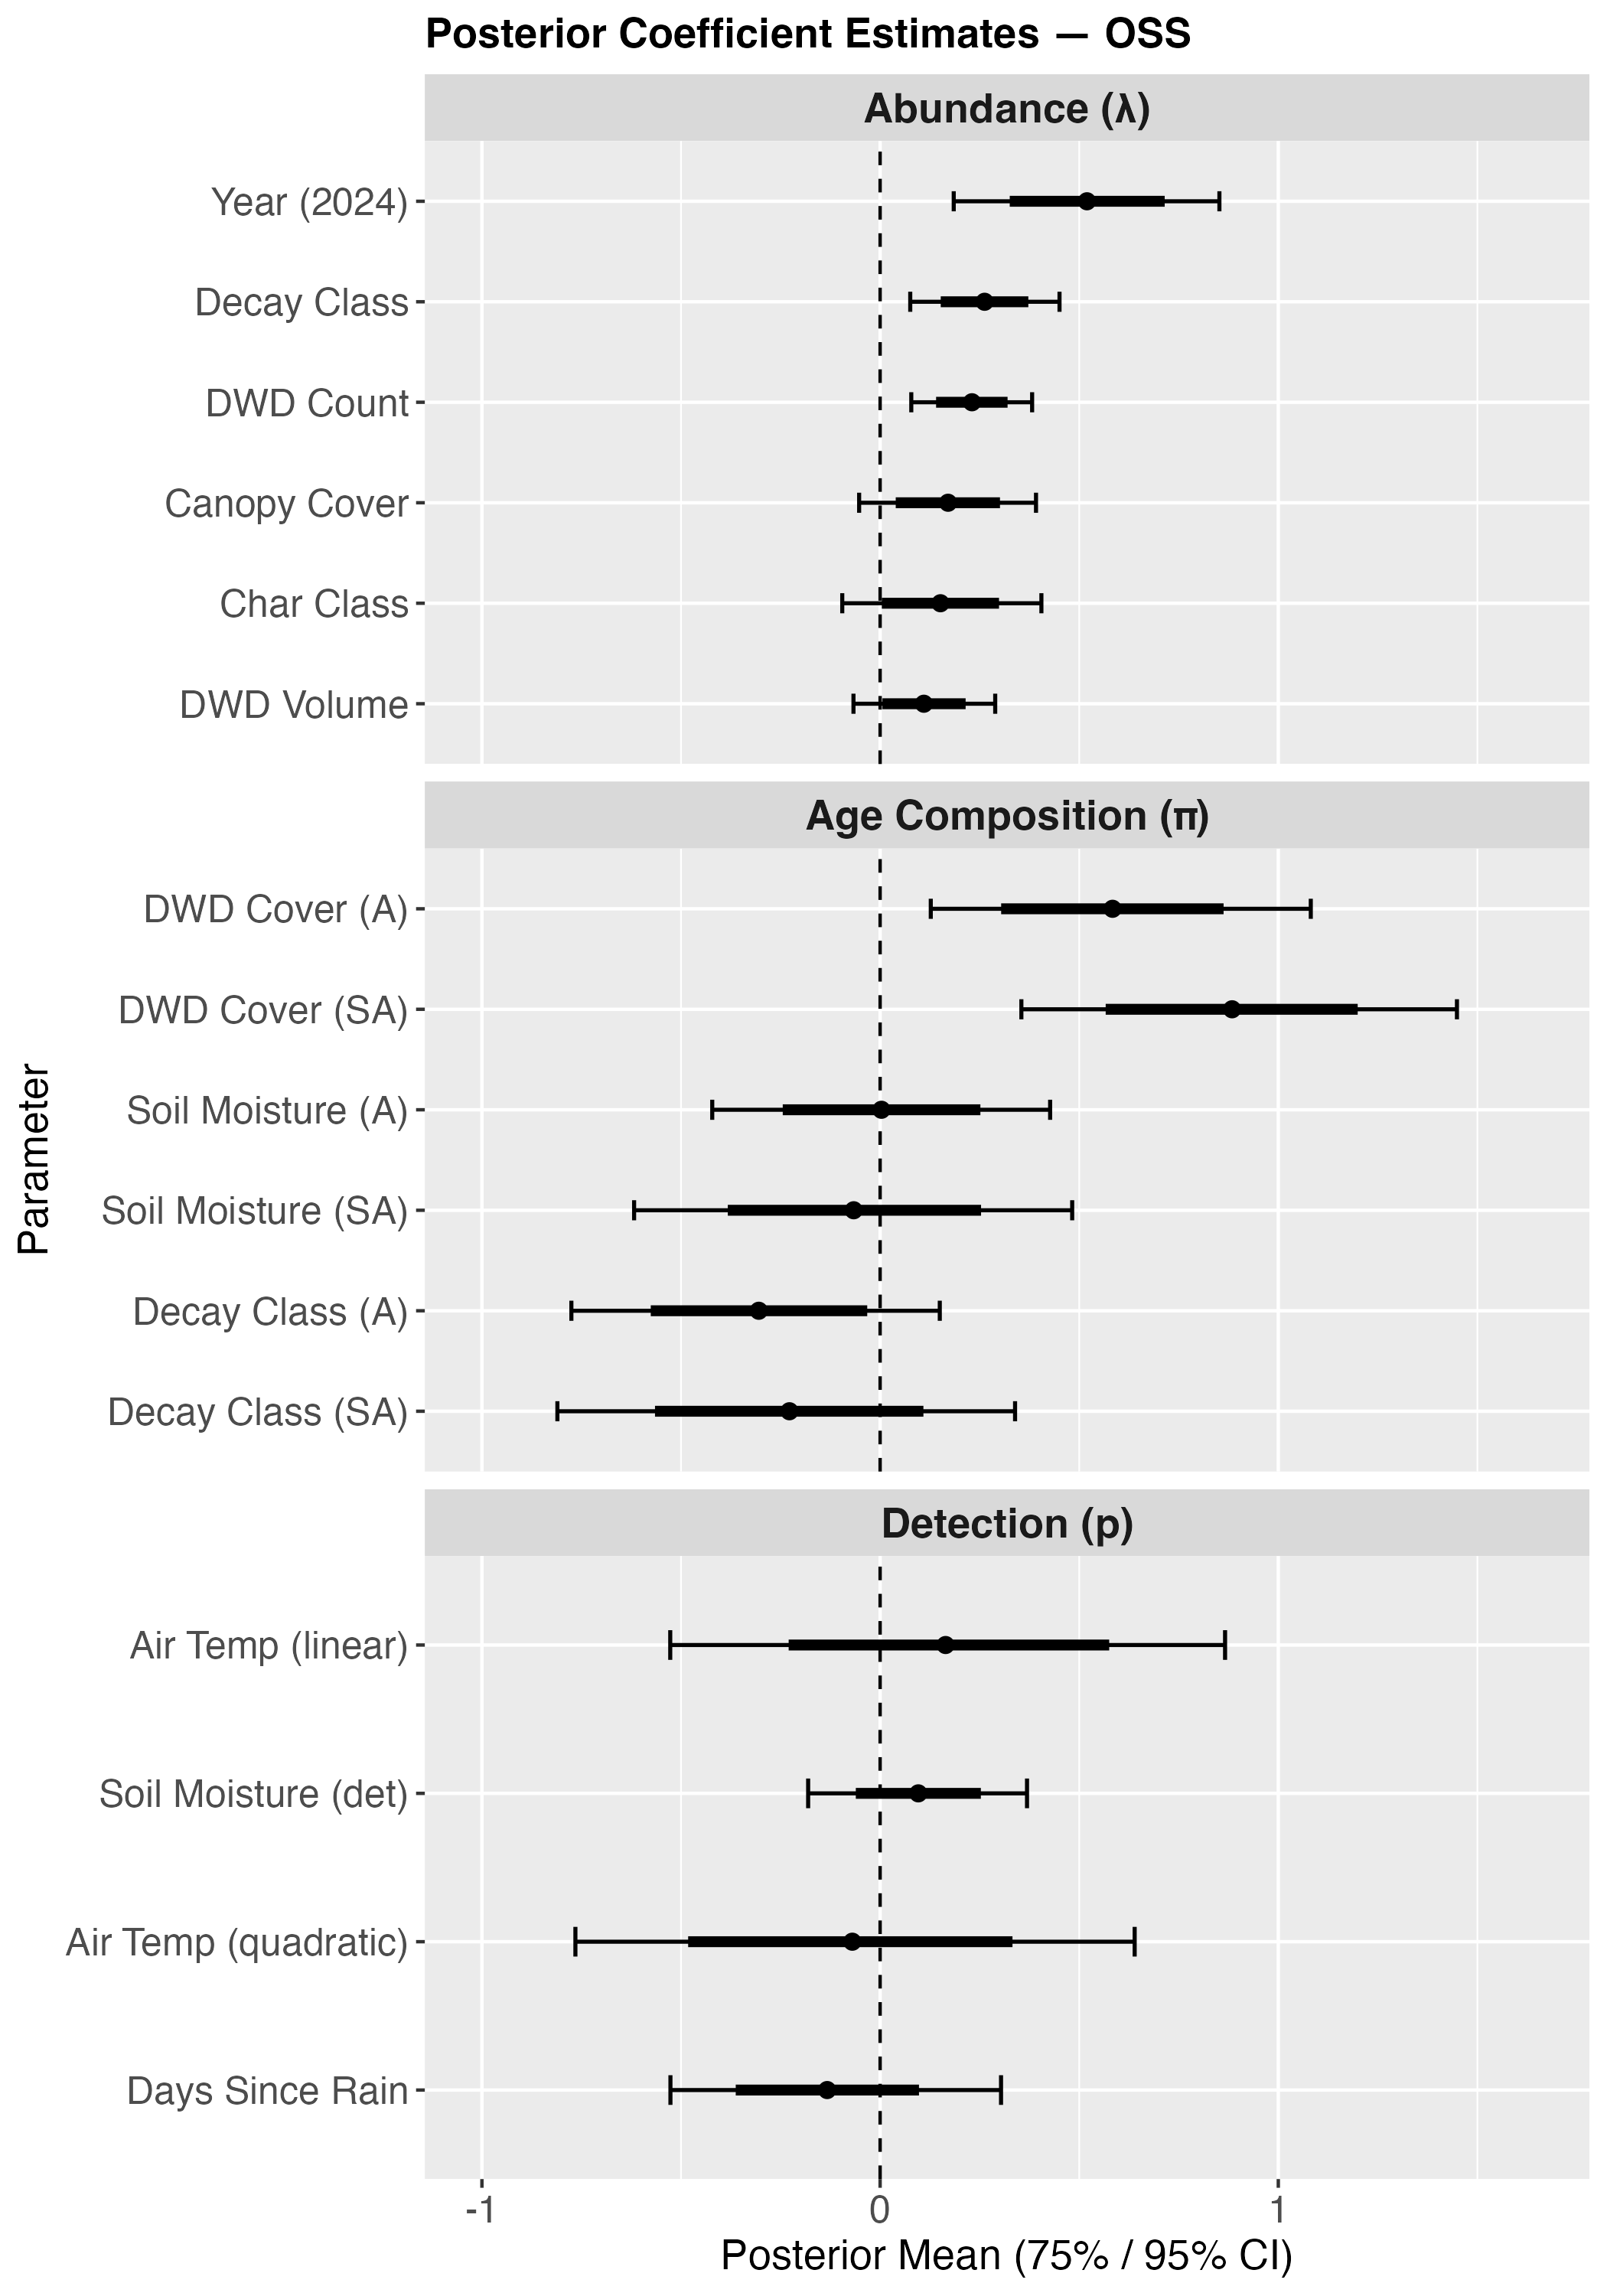 Posterior Coefficient Estimates — OSS
Abundance (λ)
Year (2024)
Decay Class
DWD Count
Canopy Cover
Char Class
DWD Volume
Age Composition (π)
DWD Cover (A)
DWD Cover (SA)
Soil Moisture (A)
Soil Moisture (SA)
Decay Class (A)
Decay Class (SA)
Parameter
Detection (p)
Air Temp (linear)
Soil Moisture (det)
Air Temp (quadratic)
Days Since Rain
-1 0 1
Posterior Mean (75% / 95% CI)